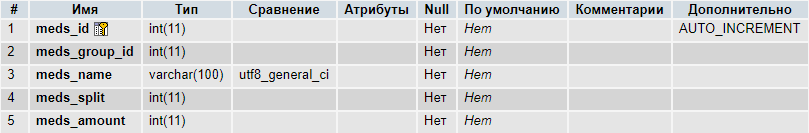 # Имя Тип Сравнение Атрибуты Null По умолчанию Комментарии Дополнительно
1 meds_id int(11) Нет Нет AUTO_INCREMENT
2 meds_group_id int(11) Нет Нет
3 meds_name varchar(100) utf8_general_ci Нет Нет
4 meds_split int(11) Нет Нет
5 meds_amount int(11) Нет Нет